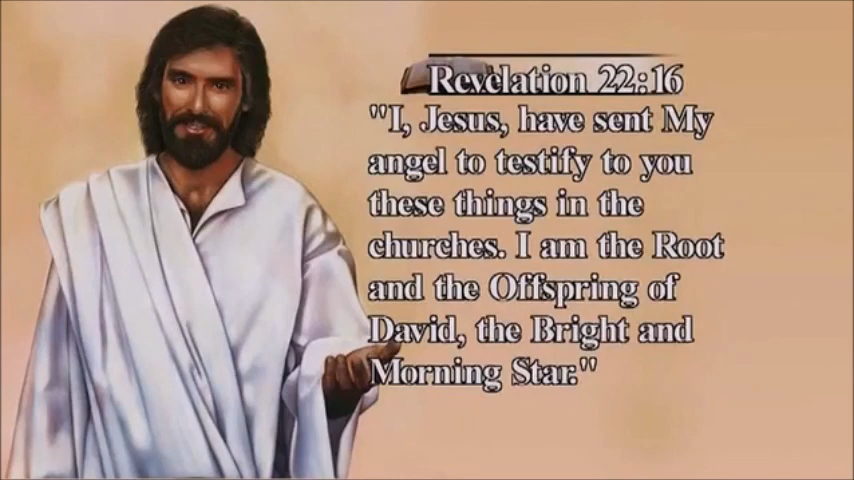 Revelation 22:16
"I, Jesus, have sent My
angel to testify to you
these things in the
churches. I am the Root
and the Offspring of
David, the Bright and
Morning Star."